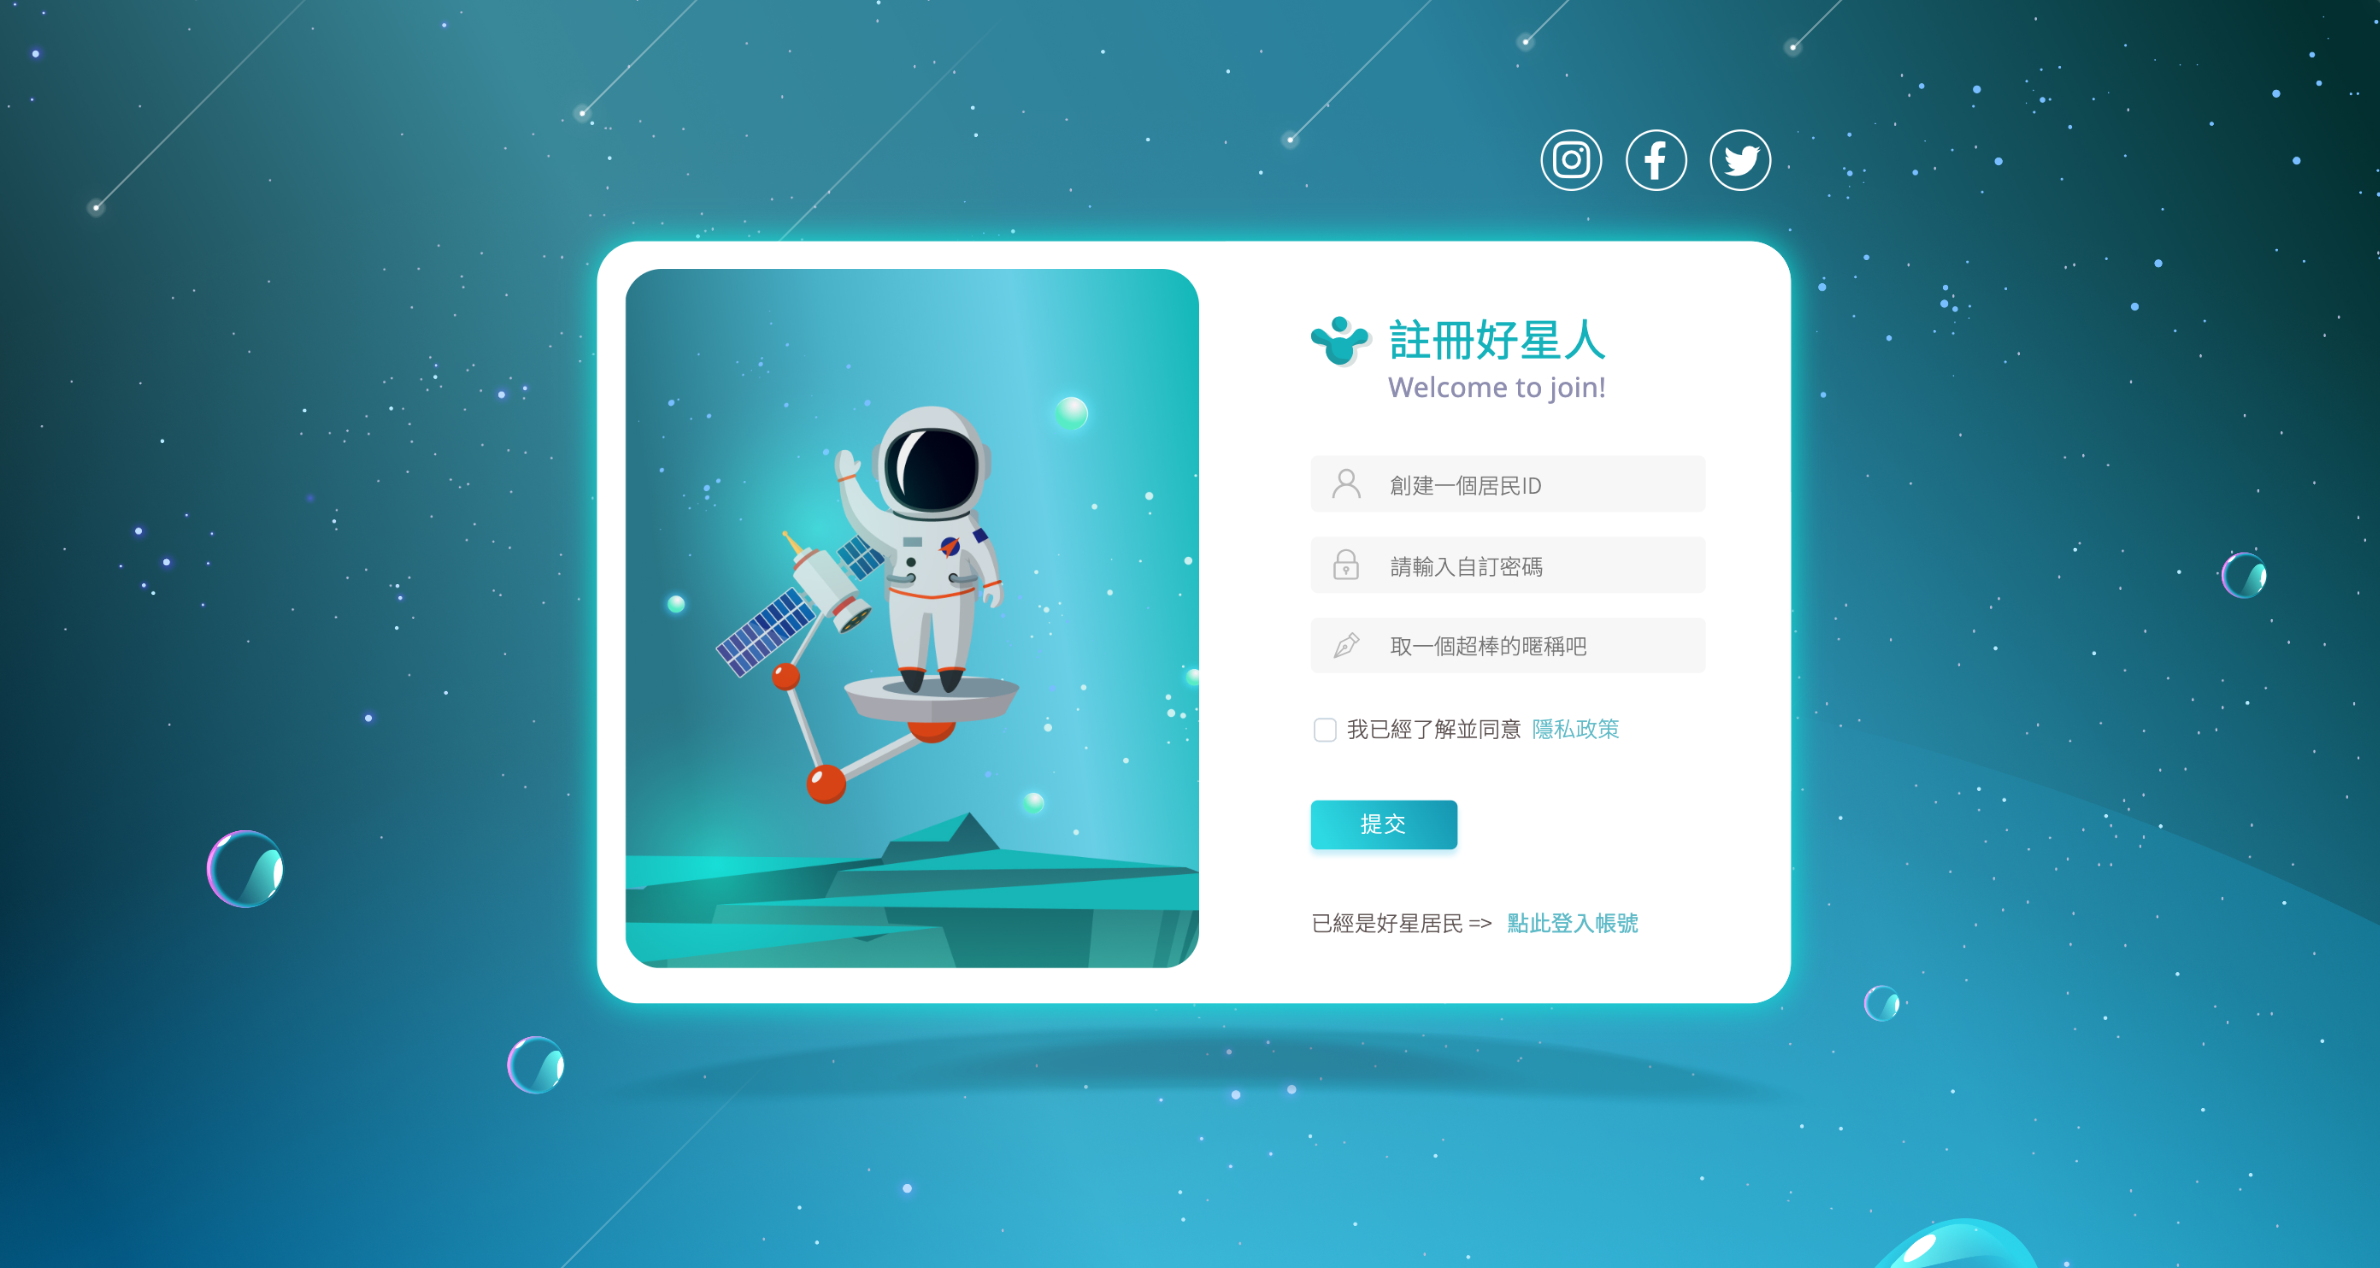 註冊好星人
Welcome to join!
創建一個居民ID
請輸入自訂密碼
取一個超棒的暱稱吧
我已經了解並同意 隱私政策
提交
已經是好星居民 => 點此登入帳號